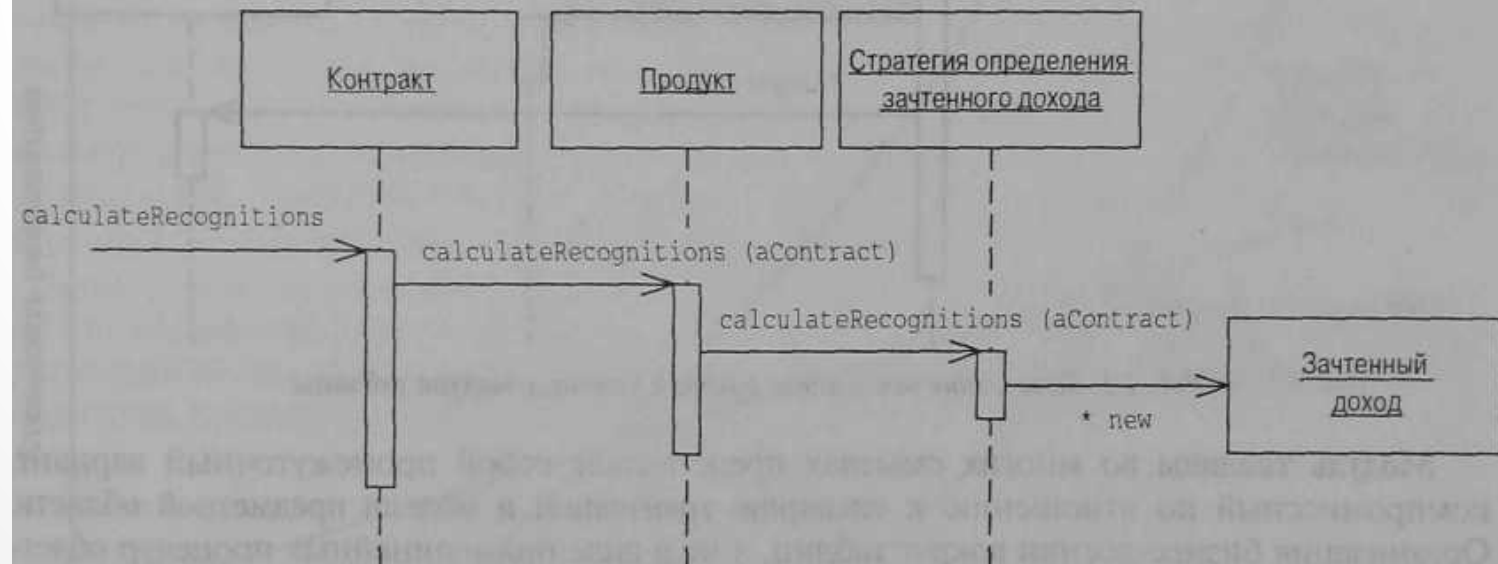 Контракт
Продукт
Стратегия определения
зачтенного дохода
calculateRecognitions
calculateRecognitions (aContract)
calculateRecognitions (aContract)
Зачтенный
доход
* new